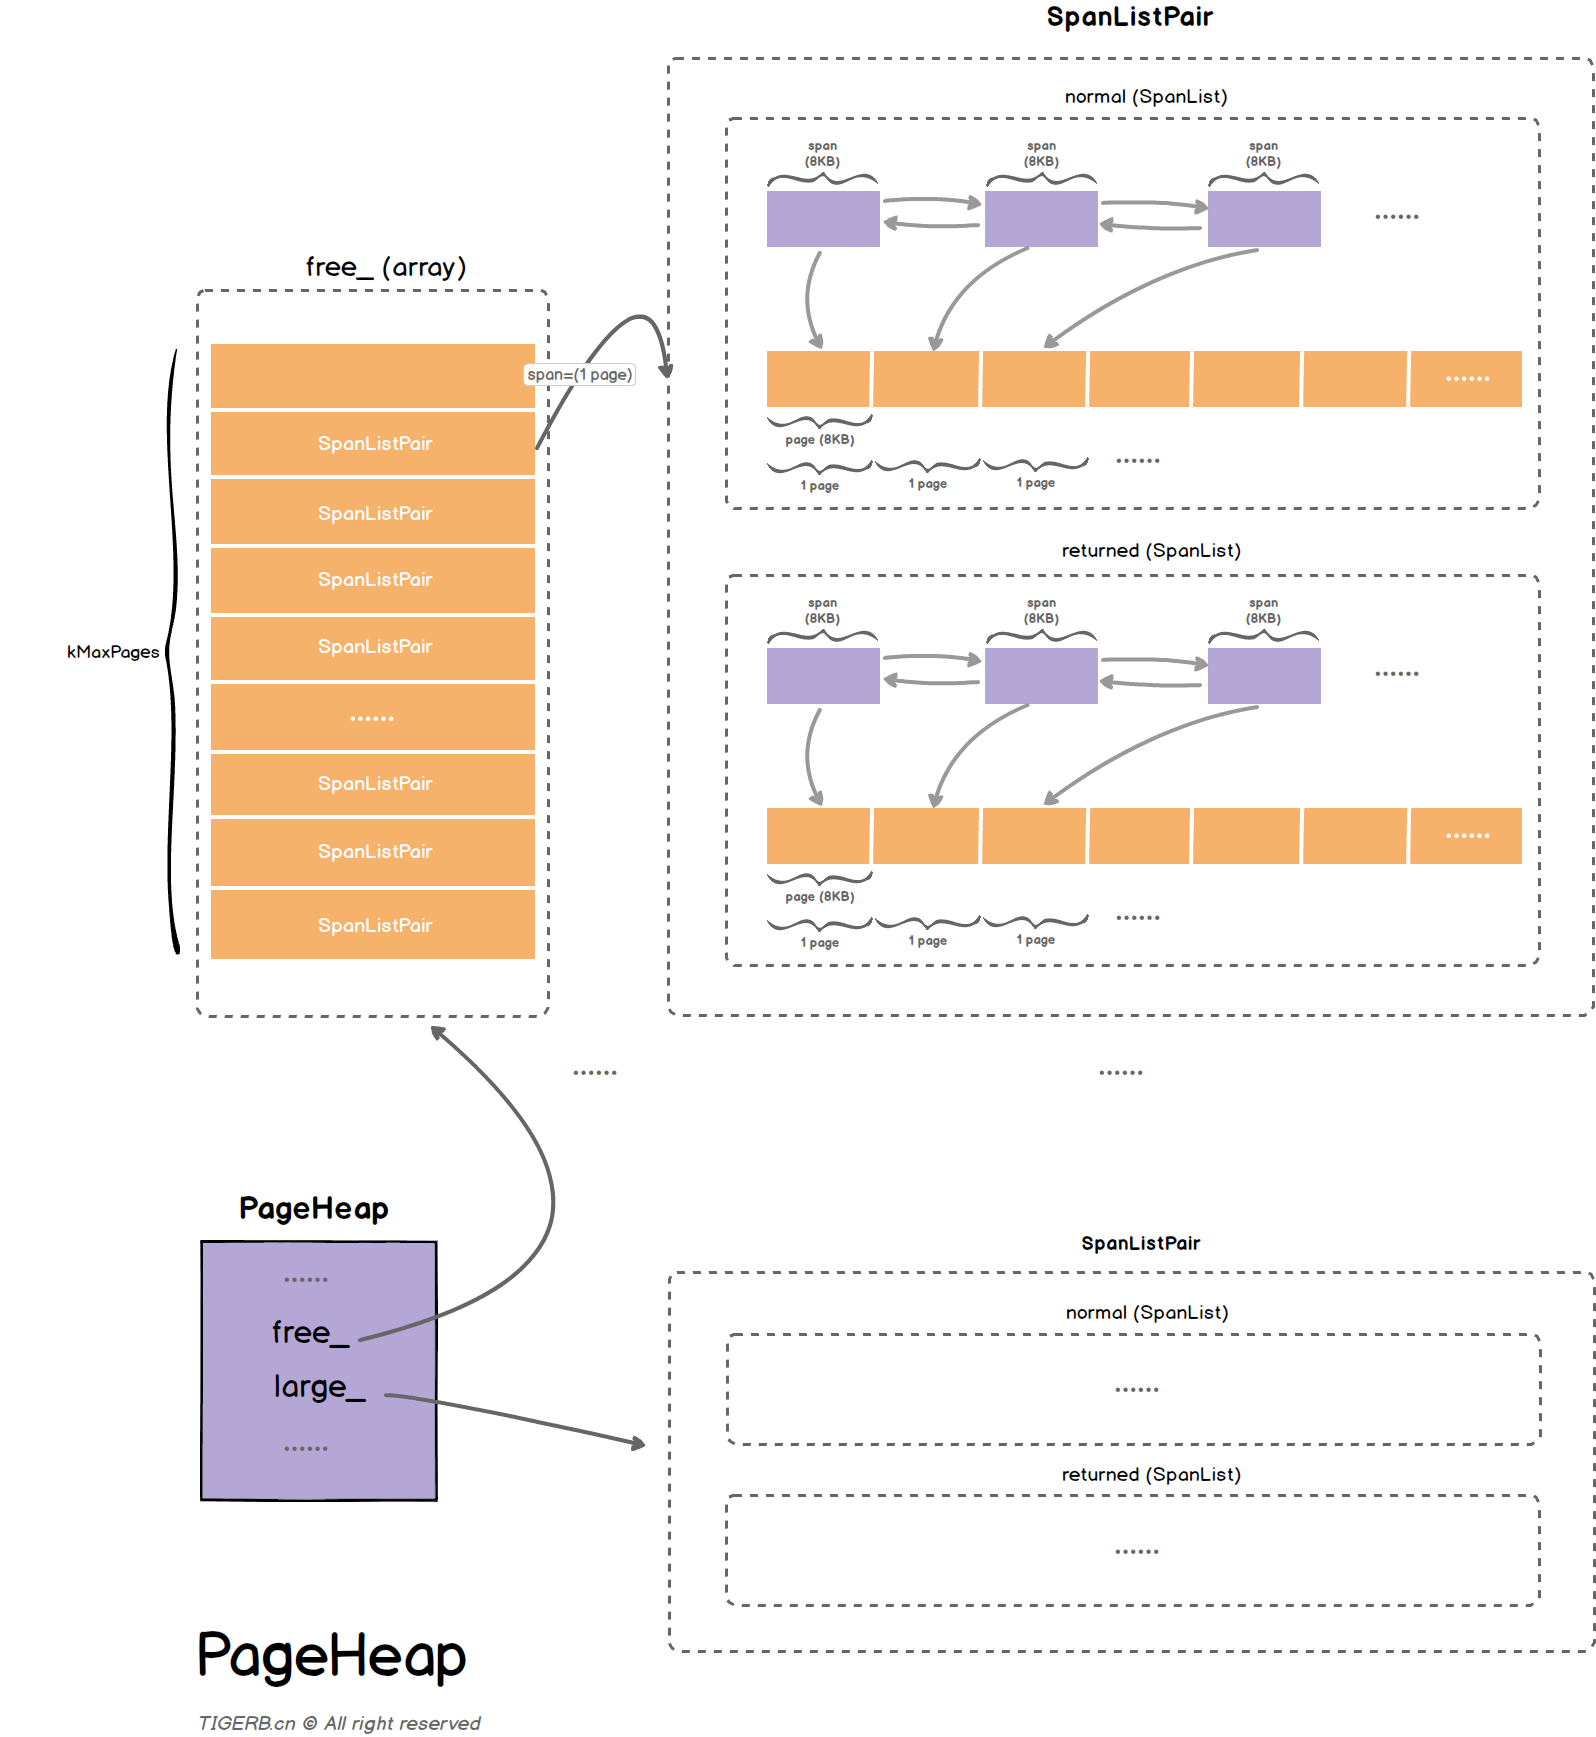 SpanListPair
normal (SpanList)
span
(8KB)
span
(8KB)
span
(8KB)
......
......
page (8KB)
1 page
1 page
1 page
......
returned (SpanList)
span
(8KB)
span
(8KB)
span
(8KB)
......
......
page (8KB)
1 page
1 page
1 page
......
free_ (array)
span=(1 page)
SpanListPair
SpanListPair
SpanListPair
SpanListPair
......
SpanListPair
SpanListPair
SpanListPair
kMaxPages
......
......
PageHeap
......
free_
large_
......
SpanListPair
normal (SpanList)
......
returned (SpanList)
......
PageHeap
TIGERB.cn © All right reserved